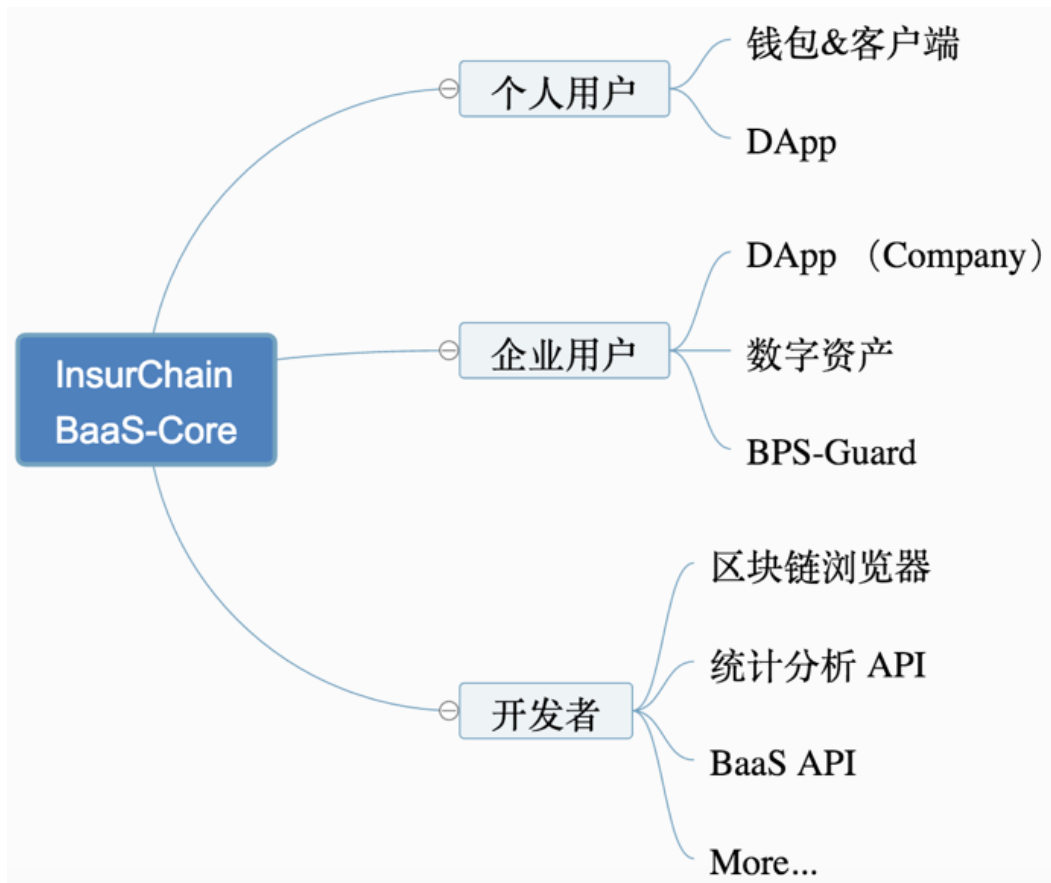 个人用户
钱包&客户端
DApp
InsurChain
BaaS-Core
企业用户
DApp （Company）
数字资产
BPS-Guard
开发者
区块链浏览器
统计分析 API
BaaS API
More...